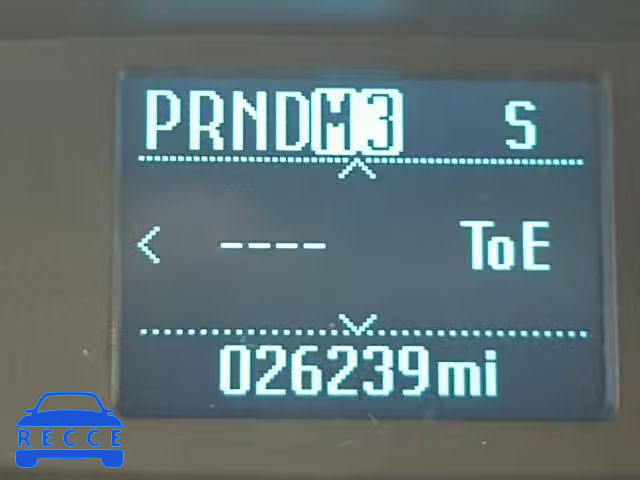 PRNDM3 S
< ---- ToE
026239mi
RECCE